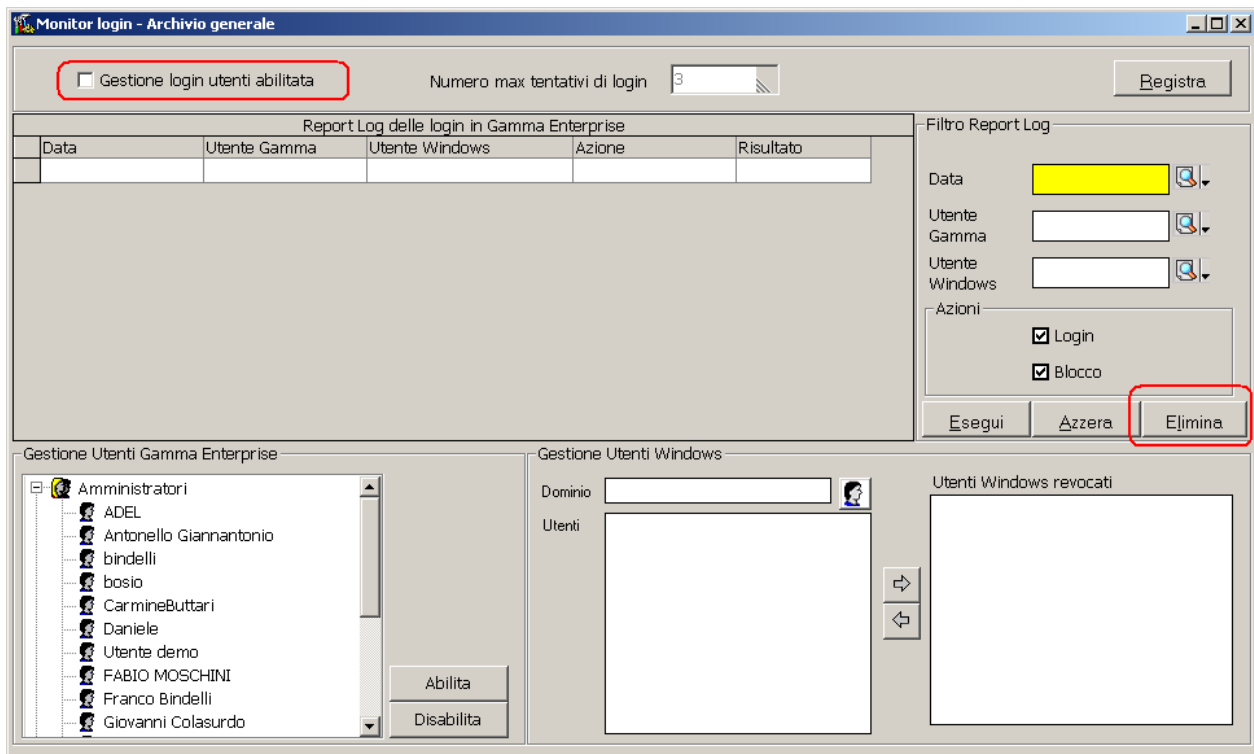 Monitor login - Archivio generale
Gestione login utenti abilitata
Numero max tentativi di login 3
Registra
Report Log delle login in Gamma Enterprise
Data Utente Gamma Utente Windows Azione Risultato
Filtro Report Log
Data
Utente
Gamma
Utente
Windows
Azioni
Login
Blocco
Esegui Azzera Elimina
Gestione Utenti Gamma Enterprise
Amministratori
ADEL
Antonello Giannantonio
bindelli
bosio
CarmineButtari
Daniele
Utente demo
FABIO MOSCHINI
Franco Bindelli
Giovanni Colasurdo
Abilita
Disabilita
Gestione Utenti Windows
Dominio
Utenti
Utenti Windows revocati